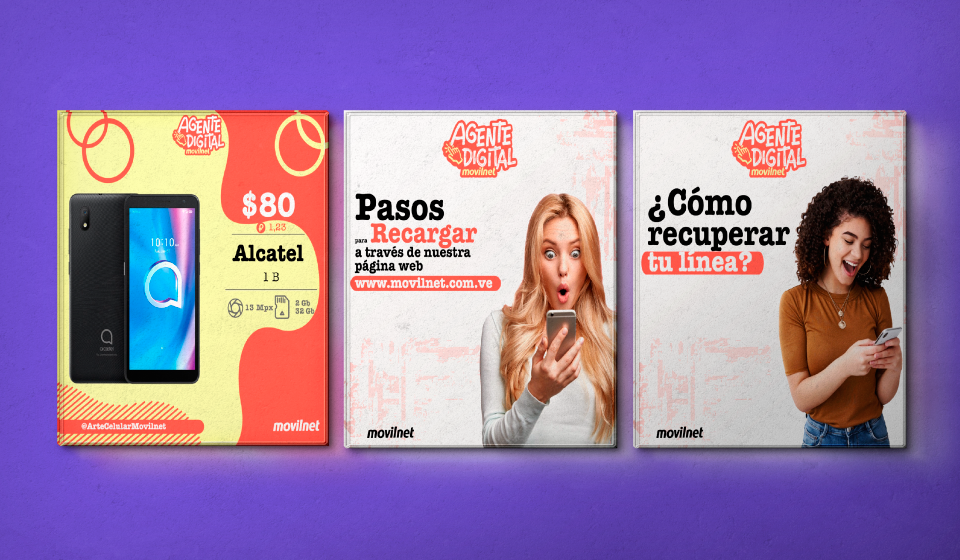 AGENTE
DIGITAL
movilnet
$80
1,23
Alcatel
1 B
13 Mpx
2 Gb
32 Gb
@ArteCelularMovilnet
movilnet
AGENTE
DIGITAL
movilnet
Pasos
para Recargar
a través de nuestra
página web
www.movilnet.com.ve
movilnet
AGENTE
DIGITAL
movilnet
¿Cómo
recuperar
tu línea?
movilnet